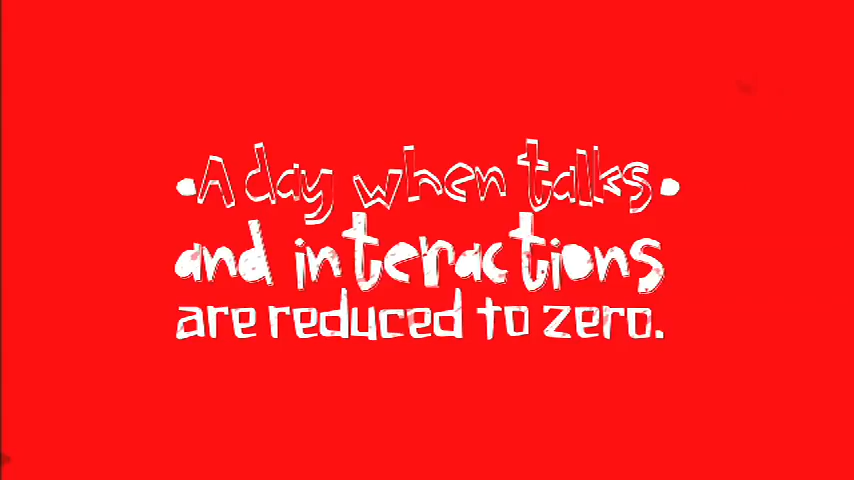 •A day when talks•
and interactions
are reduced to zero.